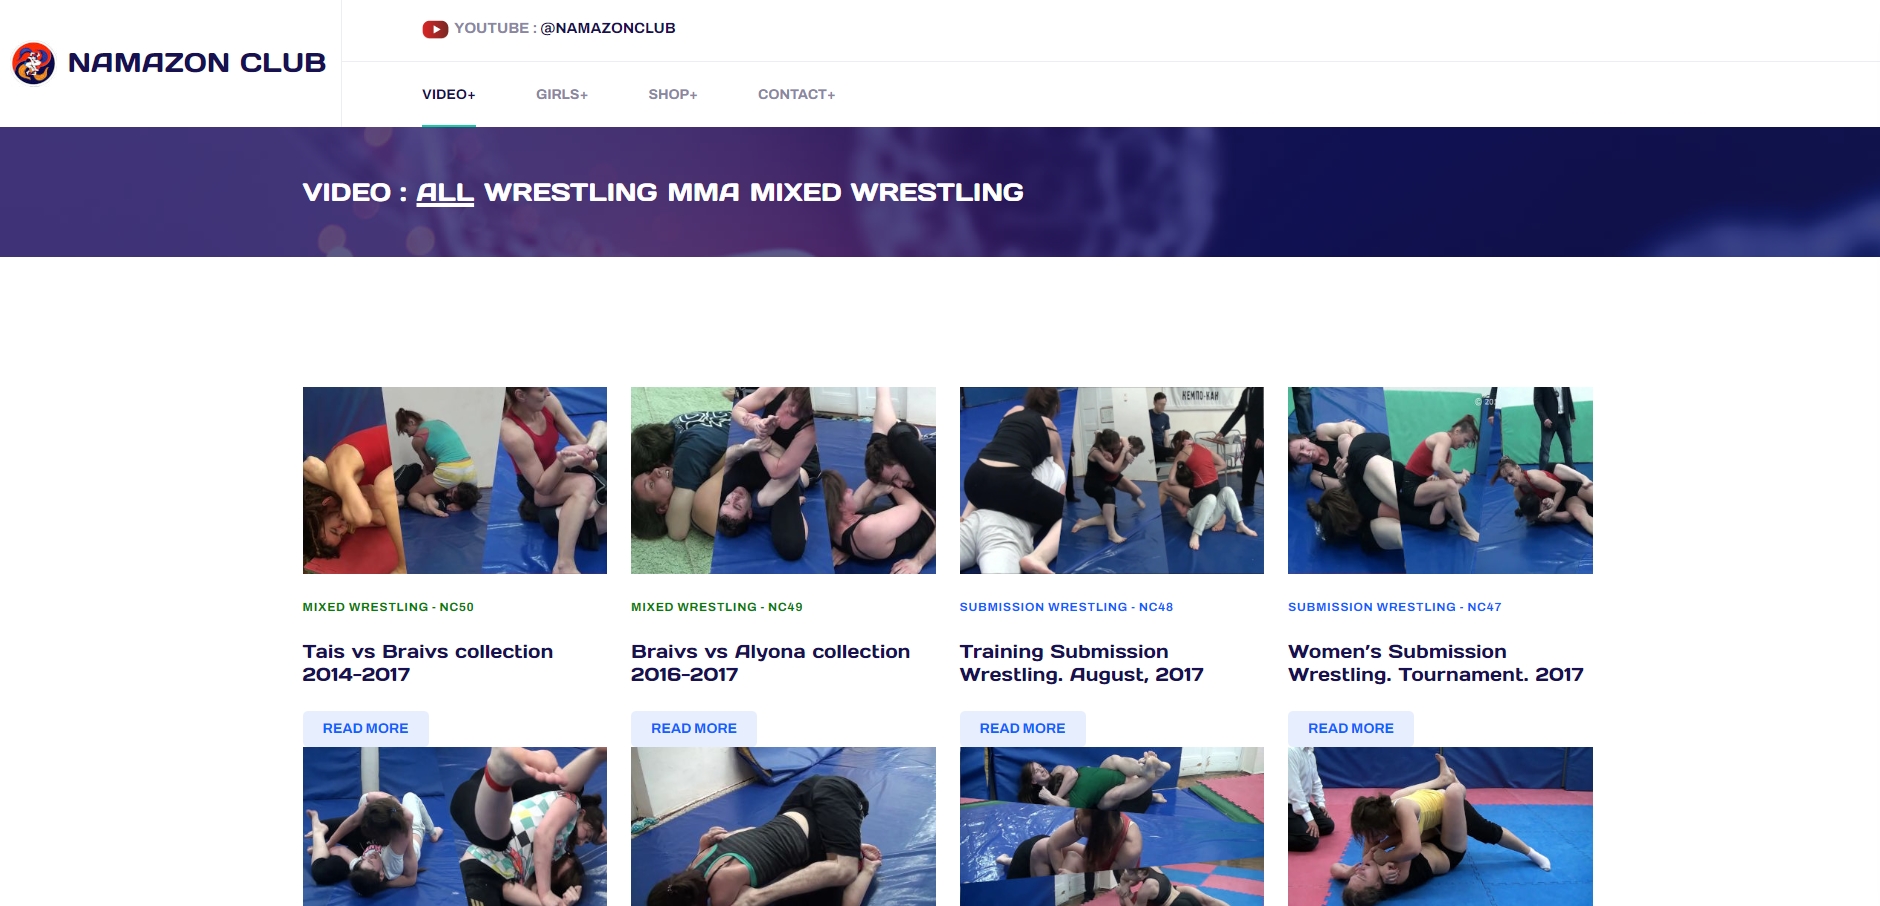 NAMAZON CLUB
YOUTUBE : @NAMAZONCLUB
VIDEO+ GIRLS+ SHOP+ CONTACT+
VIDEO : ALL WRESTLING MMA MIXED WRESTLING
КЕМПО-КАН
MIXED WRESTLING - NC50
Tais vs Braivs collection
2014-2017
READ MORE
MIXED WRESTLING - NC49
Braivs vs Alyona collection
2016-2017
READ MORE
SUBMISSION WRESTLING - NC48
Training Submission
Wrestling. August, 2017
READ MORE
SUBMISSION WRESTLING - NC47
Women's Submission
Wrestling. Tournament. 2017
READ MORE